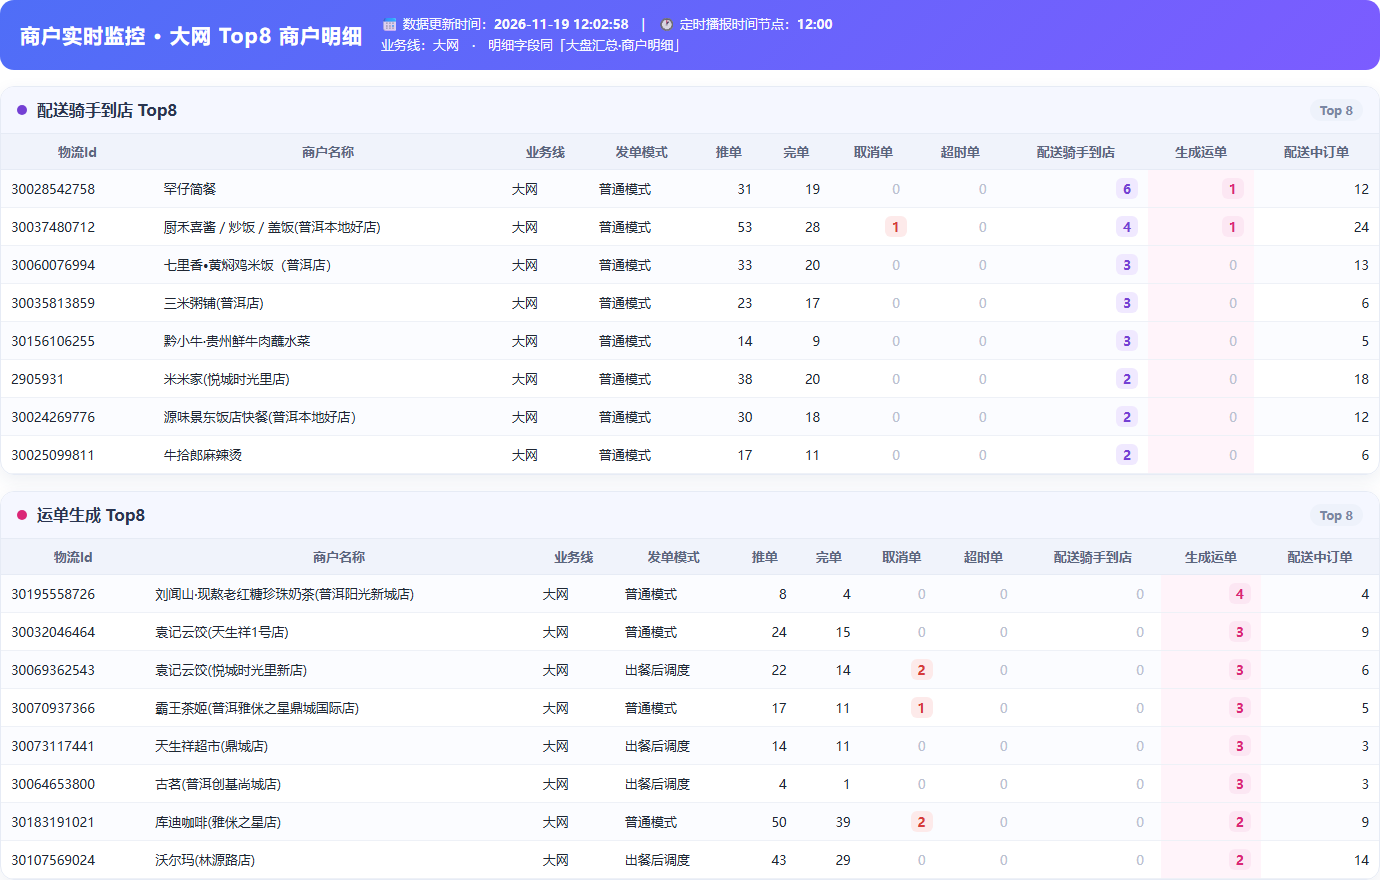 商户实时监控 • 大网 Top8 商户明细
数据更新时间：2026-11-19 12:02:58 | 定时播报时间节点：12:00
业务线：大网 · 明细字段同「大盘汇总·商户明细」
配送骑手到店 Top8 Top 8
物流Id 商户名称 业务线 发单模式 推单 完单 取消单 超时单 配送骑手到店 生成运单 配送中订单
30028542758 罕仔简餐 大网 普通模式 31 19 0 0 6 1 12
30037480712 厨禾喜酱 / 炒饭 / 盖饭(普洱本地好店) 大网 普通模式 53 28 1 0 4 1 24
30060076994 七里香•黄焖鸡米饭（普洱店） 大网 普通模式 33 20 0 0 3 0 13
30035813859 三米粥铺(普洱店) 大网 普通模式 23 17 0 0 3 0 6
30156106255 黔小牛·贵州鲜牛肉蘸水菜 大网 普通模式 14 9 0 0 3 0 5
2905931 米米家(悦城时光里店) 大网 普通模式 38 20 0 0 2 0 18
30024269776 源味景东饭店快餐(普洱本地好店) 大网 普通模式 30 18 0 0 2 0 12
30025099811 牛拾郎麻辣烫 大网 普通模式 17 11 0 0 2 0 6
运单生成 Top8 Top 8
物流Id 商户名称 业务线 发单模式 推单 完单 取消单 超时单 配送骑手到店 生成运单 配送中订单
30195558726 刘闻山·现熬老红糖珍珠奶茶(普洱阳光新城店) 大网 普通模式 8 4 0 0 0 4 4
30032046464 袁记云饺(天生祥1号店) 大网 普通模式 24 15 0 0 0 3 9
30069362543 袁记云饺(悦城时光里新店) 大网 出餐后调度 22 14 2 0 0 3 6
30070937366 霸王茶姬(普洱雅侎之星鼎城国际店) 大网 普通模式 17 11 1 0 0 3 5
30073117441 天生祥超市(鼎城店) 大网 出餐后调度 14 11 0 0 0 3 3
30064653800 古茗(普洱创基尚城店) 大网 出餐后调度 4 1 0 0 0 3 3
30183191021 库迪咖啡(雅侎之星店) 大网 普通模式 50 39 2 0 0 2 9
30107569024 沃尔玛(林源路店) 大网 出餐后调度 43 29 0 0 0 2 14